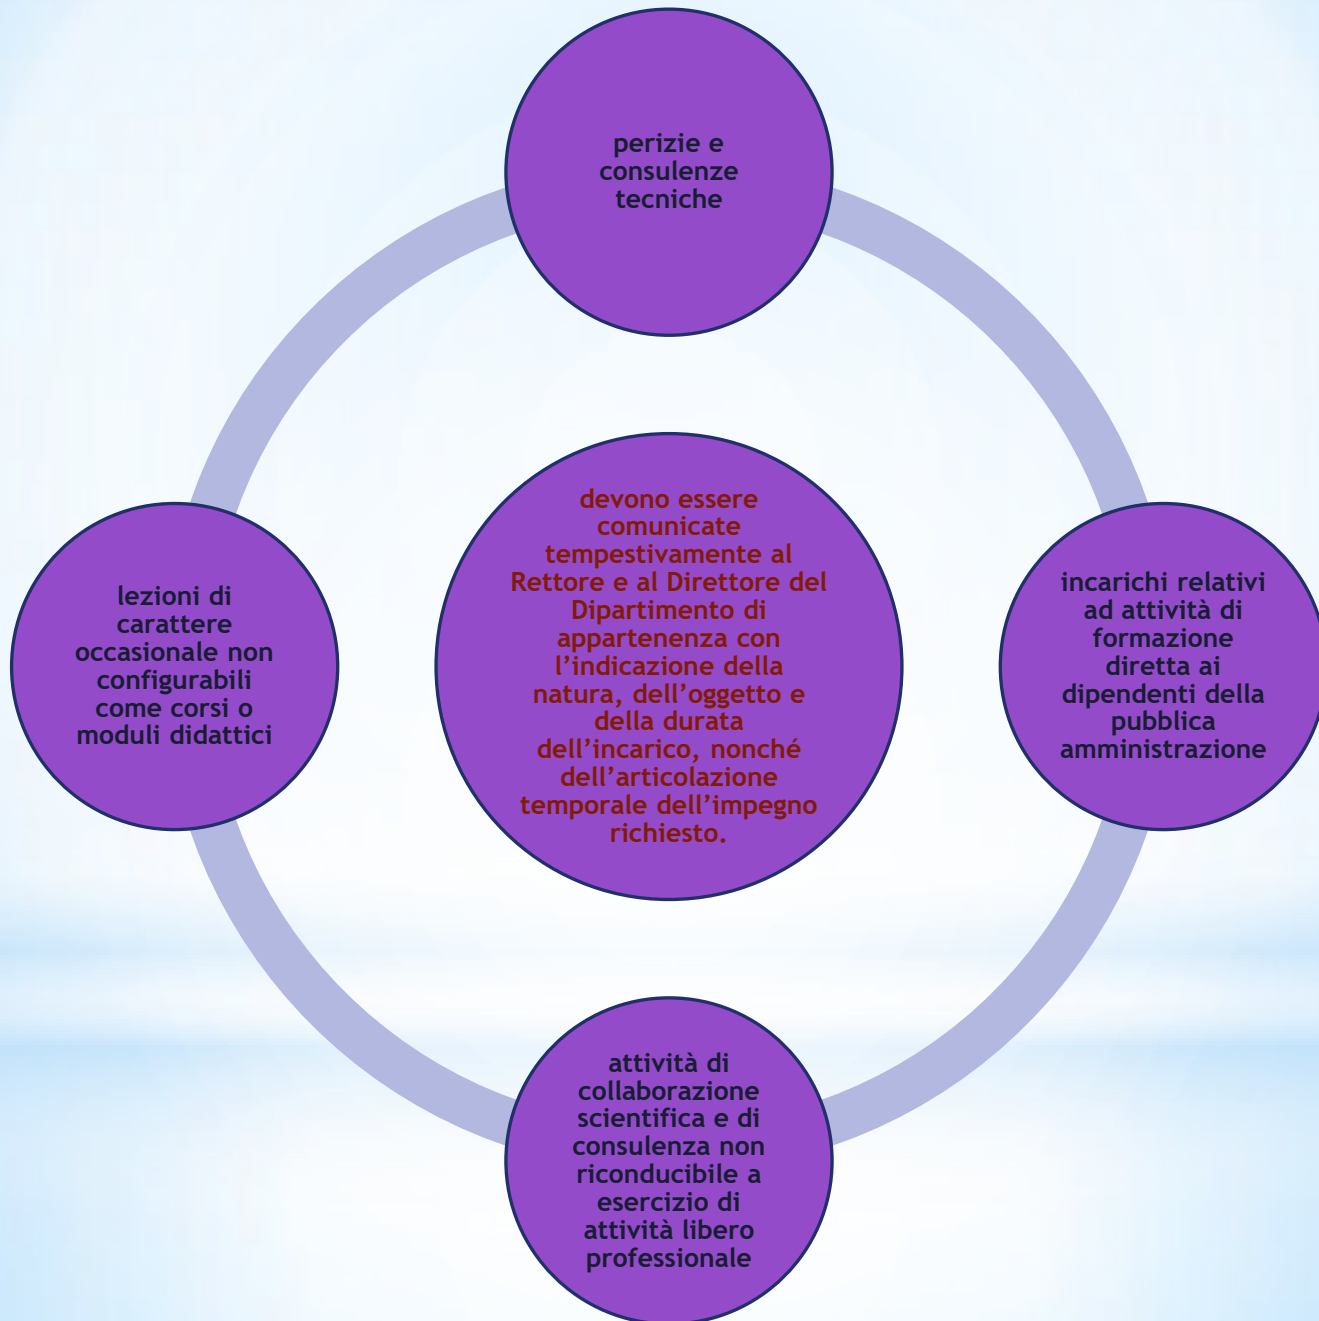 perizie e
consulenze
tecniche
devono essere
comunicate
tempestivamente al
Rettore e al Direttore del
Dipartimento di
appartenenza con
l’indicazione della
natura, dell’oggetto e
della durata
dell’incarico, nonché
dell’articolazione
temporale dell’impegno
richiesto.
lezioni di
carattere
occasionale non
configurabili
come corsi o
moduli didattici
incarichi relativi
ad attività di
formazione
diretta ai
dipendenti della
pubblica
amministrazione
attività di
collaborazione
scientifica e di
consulenza non
riconducibile a
esercizio di
attività libero
professionale